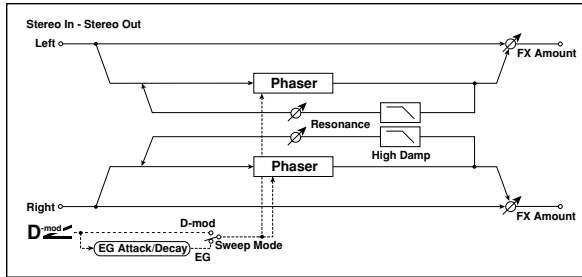 Stereo In - Stereo Out
Left
FX Amount
Phaser
Resonance
High Damp
Phaser
Right
FX Amount
D-mod
D-mod
Sweep Mode
EG Attack/Decay
EG